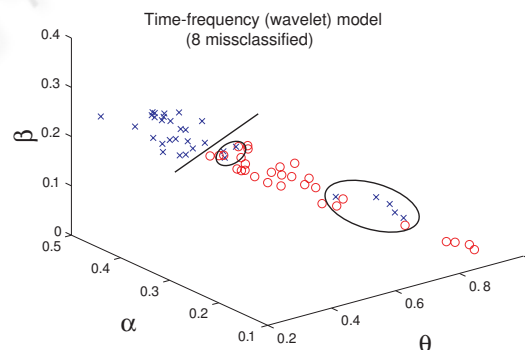 Time-frequency (wavelet) model
(8 missclassified)
0.4
0.3
0.2
0.1
0
β
0.5
0.4
0.3
0.2
0.1
α
0.2
0.4
0.6
0.8
θ